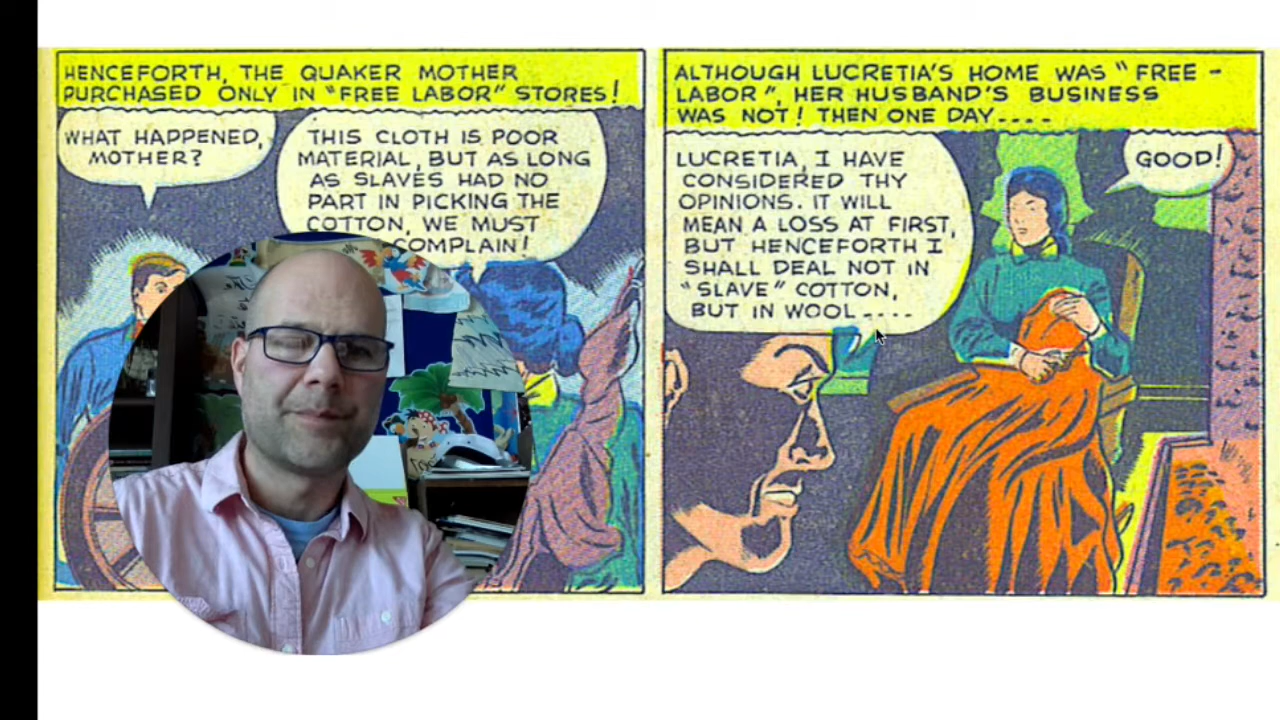 HENCEFORTH, THE QUAKER MOTHER
PURCHASED ONLY IN "FREE LABOR" STORES!
WHAT HAPPENED,
MOTHER?
THIS CLOTH IS POOR
MATERIAL, BUT AS LONG
AS SLAVES HAD NO
PART IN PICKING THE
COTTON, WE MUST
COMPLAIN!
ALTHOUGH LUCRETIA'S HOME WAS "FREE -
LABOR", HER HUSBAND'S BUSINESS
WAS NOT! THEN ONE DAY----
LUCRETIA, I HAVE
CONSIDERED THY
OPINIONS. IT WILL
MEAN A LOSS AT FIRST,
BUT HENCEFORTH I
SHALL DEAL NOT IN
"SLAVE" COTTON,
BUT IN WOOL----
GOOD!